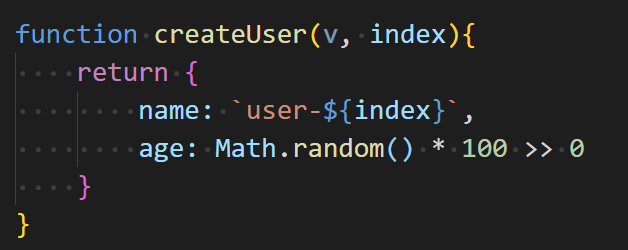 function createUser(v, index){
    return {
        name: `user-${index}`,
        age: Math.random() * 100 >> 0
    }
}